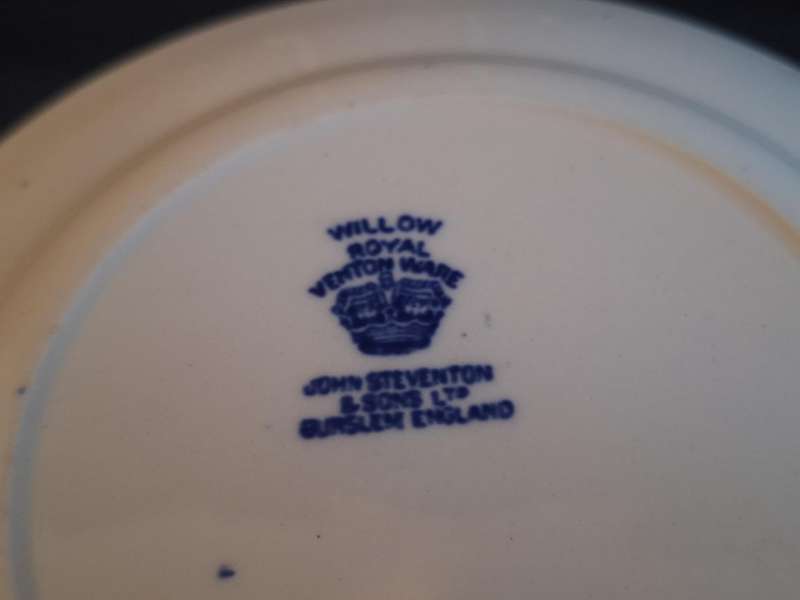 WILLOW
ROYAL
VENTON WARE
JOHN STEVENTON
& SONS LTD
BURSLEM ENGLAND